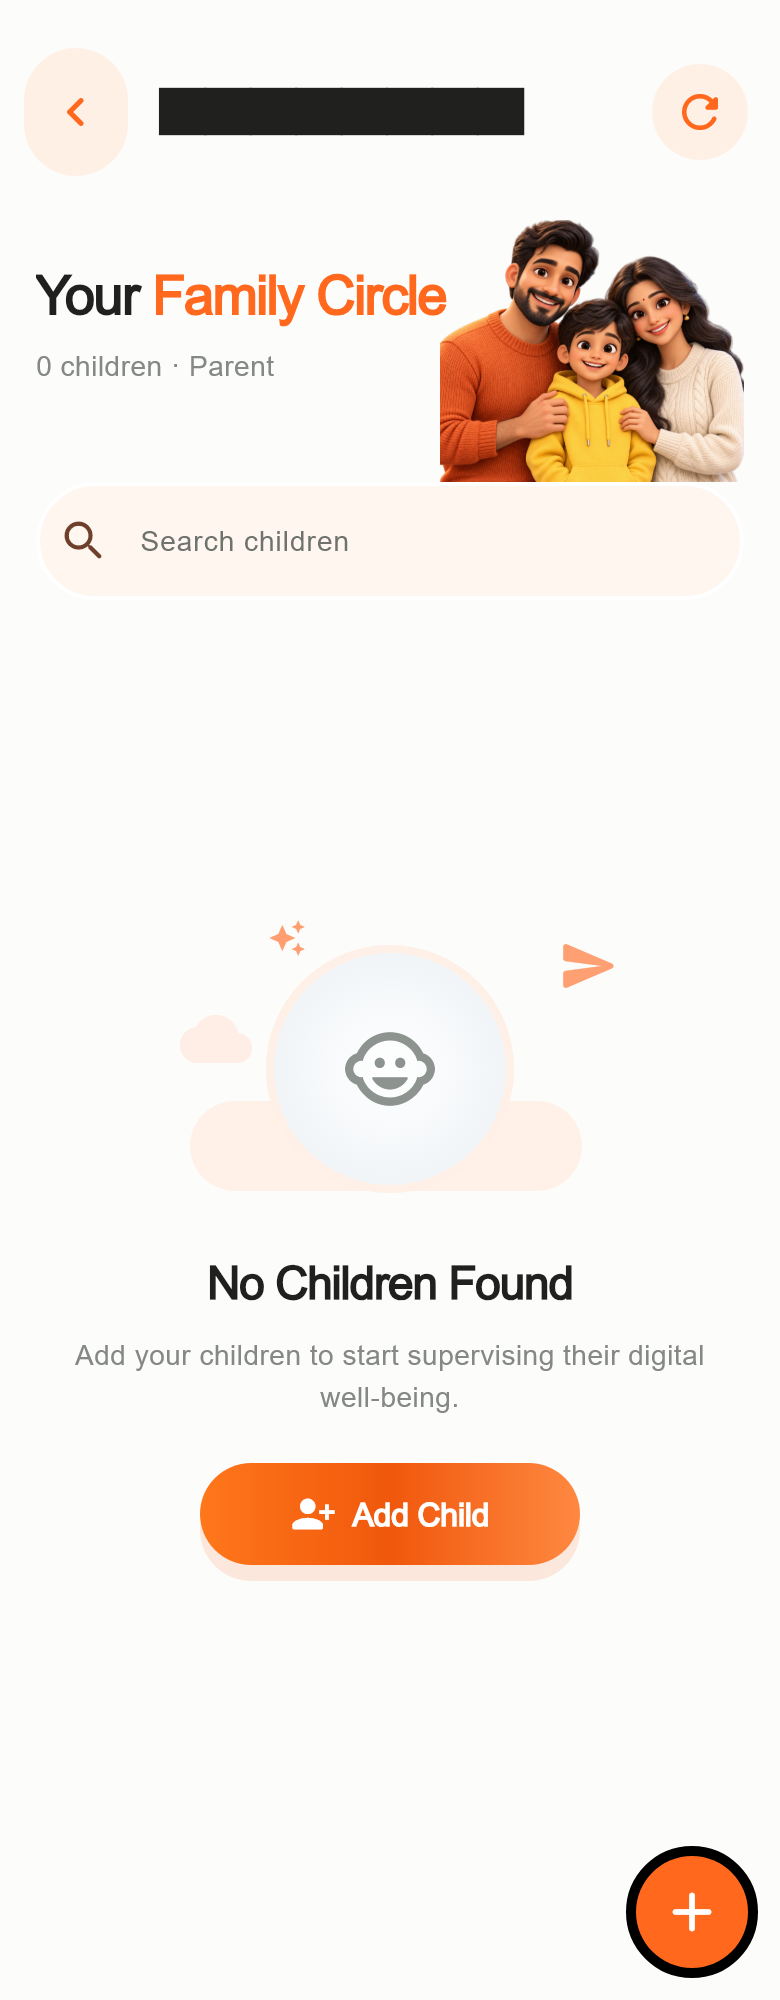 Your Family Circle
0 children · Parent
Search children
No Children Found
Add your children to start supervising their digital
well-being.
Add Child